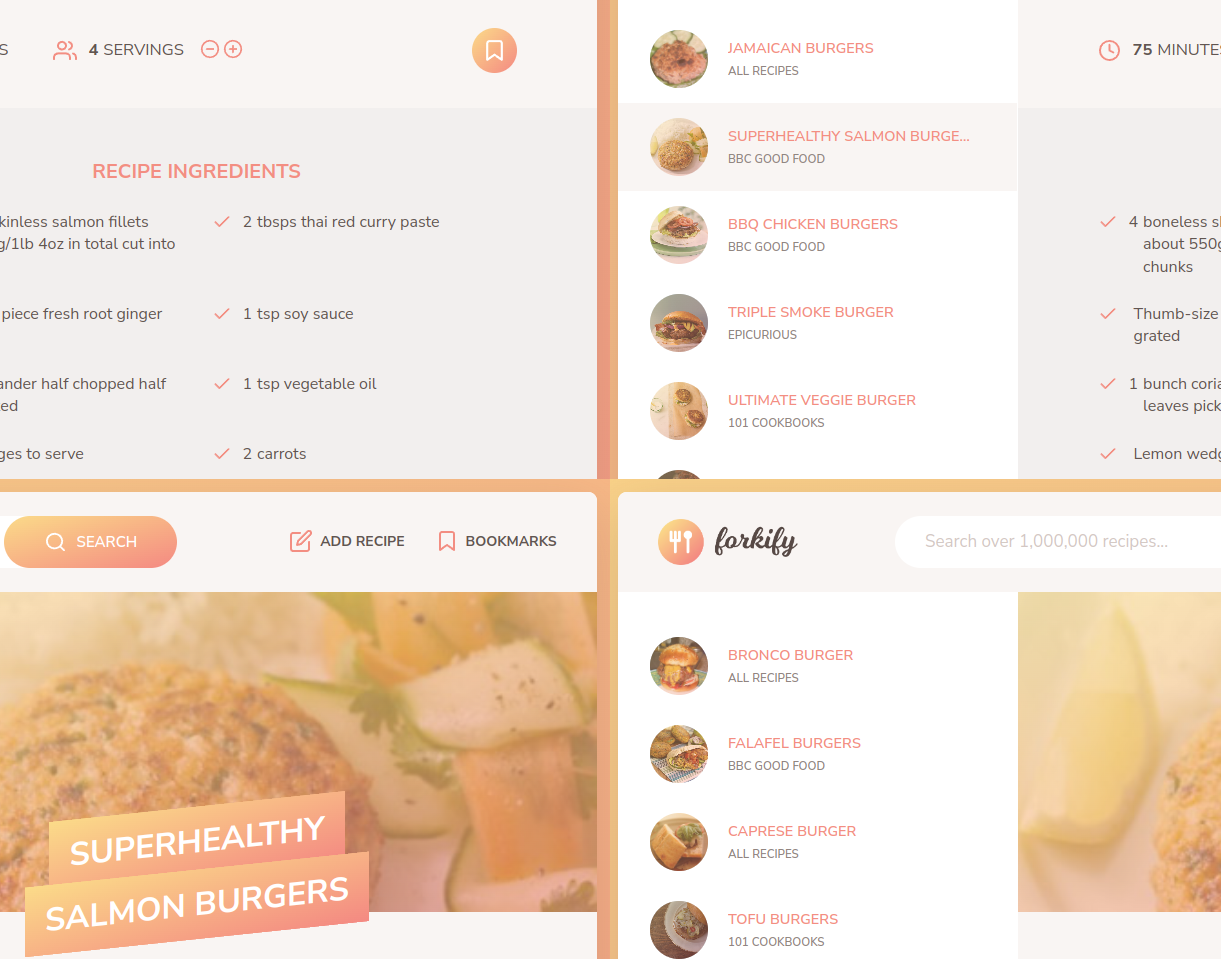 S
4 SERVINGS
RECIPE INGREDIENTS
kinless salmon fillets
g/1lb 4oz in total cut into
2 tbsps thai red curry paste
piece fresh root ginger
1 tsp soy sauce
ander half chopped half
ed
1 tsp vegetable oil
ges to serve
2 carrots
JAMAICAN BURGERS
ALL RECIPES
SUPERHEALTHY SALMON BURGE...
BBC GOOD FOOD
BBQ CHICKEN BURGERS
BBC GOOD FOOD
TRIPLE SMOKE BURGER
EPICURIOUS
ULTIMATE VEGGIE BURGER
101 COOKBOOKS
75 MINUTES
4 boneless s
about 550g
chunks
Thumb-size
grated
1 bunch coria
leaves pick
Lemon wedg
SEARCH
ADD RECIPE
BOOKMARKS
SUPERHEALTHY
SALMON BURGERS
forkify
Search over 1,000,000 recipes...
BRONCO BURGER
ALL RECIPES
FALAFEL BURGERS
BBC GOOD FOOD
CAPRESE BURGER
ALL RECIPES
TOFU BURGERS
101 COOKBOOKS